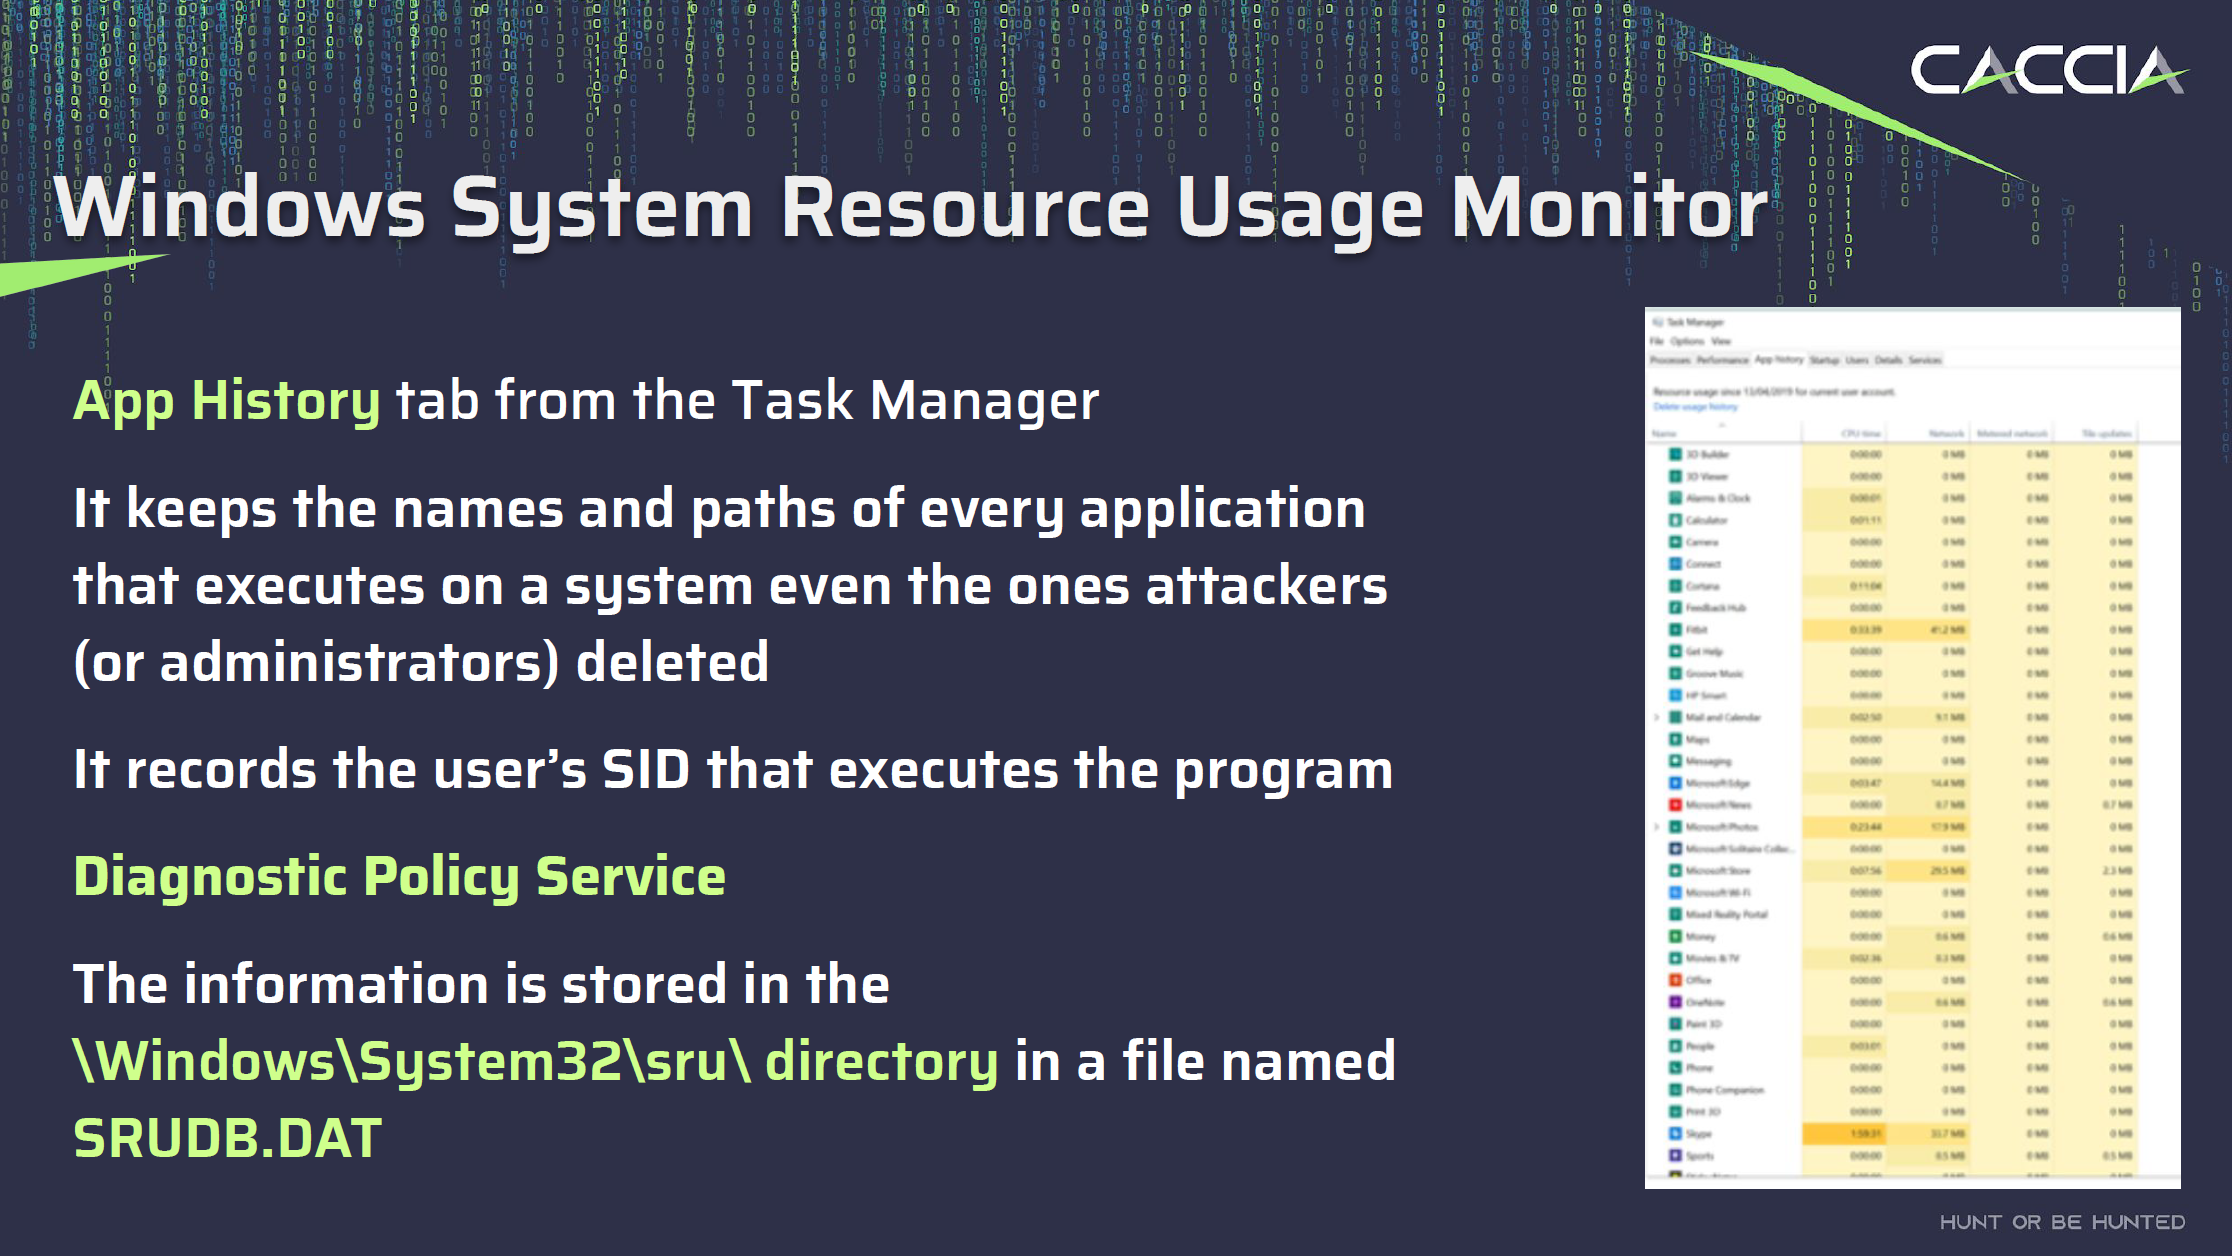 CACCIA
Windows System Resource Usage Monitor
App History tab from the Task Manager
It keeps the names and paths of every application
that executes on a system even the ones attackers
(or administrators) deleted
It records the user’s SID that executes the program
Diagnostic Policy Service
The information is stored in the
\Windows\System32\sru\ directory in a file named
SRUDB.DAT
Task Manager
File Options View
Processes Performance App history Startup Users Details Services
Resource usage since 13/04/2019 for current user account.
Delete usage history
Name CPU time Network Metered network Tile updates
3D Builder 0:00:00 0 MB 0 MB 0 MB
3D Viewer 0:00:00 0 MB 0 MB 0 MB
Alarms & Clock 0:00:01 0 MB 0 MB 0 MB
Calculator 0:01:11 0 MB 0 MB 0 MB
Camera 0:00:00 0 MB 0 MB 0 MB
Connect 0:00:00 0 MB 0 MB 0 MB
Cortana 0:11:04 0 MB 0 MB 0 MB
Feedback Hub 0:00:00 0 MB 0 MB 0 MB
Fitbit 0:33:39 41.2 MB 0 MB 0 MB
Get Help 0:00:00 0 MB 0 MB 0 MB
Groove Music 0:00:00 0 MB 0 MB 0 MB
HP Smart 0:00:00 0 MB 0 MB 0 MB
Mail and Calendar 0:02:50 9.1 MB 0 MB 0 MB
Maps 0:00:00 0 MB 0 MB 0 MB
Messaging 0:00:00 0 MB 0 MB 0 MB
Microsoft Edge 0:03:47 14.4 MB 0 MB 0 MB
Microsoft News 0:00:00 0.7 MB 0 MB 0.7 MB
Microsoft Photos 0:23:44 17.9 MB 0 MB 0 MB
Microsoft Solitaire Collec... 0:00:00 0 MB 0 MB 0 MB
Microsoft Store 0:07:56 29.5 MB 0 MB 2.3 MB
Microsoft Wi-Fi 0:00:00 0 MB 0 MB 0 MB
Mixed Reality Portal 0:00:00 0 MB 0 MB 0 MB
Money 0:00:00 0.6 MB 0 MB 0.6 MB
Movies & TV 0:02:36 0.3 MB 0 MB 0 MB
Office 0:00:00 0 MB 0 MB 0 MB
OneNote 0:00:00 0.6 MB 0 MB 0.6 MB
Paint 3D 0:00:00 0 MB 0 MB 0 MB
People 0:03:01 0 MB 0 MB 0 MB
Phone 0:00:00 0 MB 0 MB 0 MB
Phone Companion 0:00:00 0 MB 0 MB 0 MB
Print 3D 0:00:00 0 MB 0 MB 0 MB
Skype 1:59:31 33.7 MB 0 MB 0 MB
Sports 0:00:00 0.5 MB 0 MB 0.5 MB
HUNT OR BE HUNTED